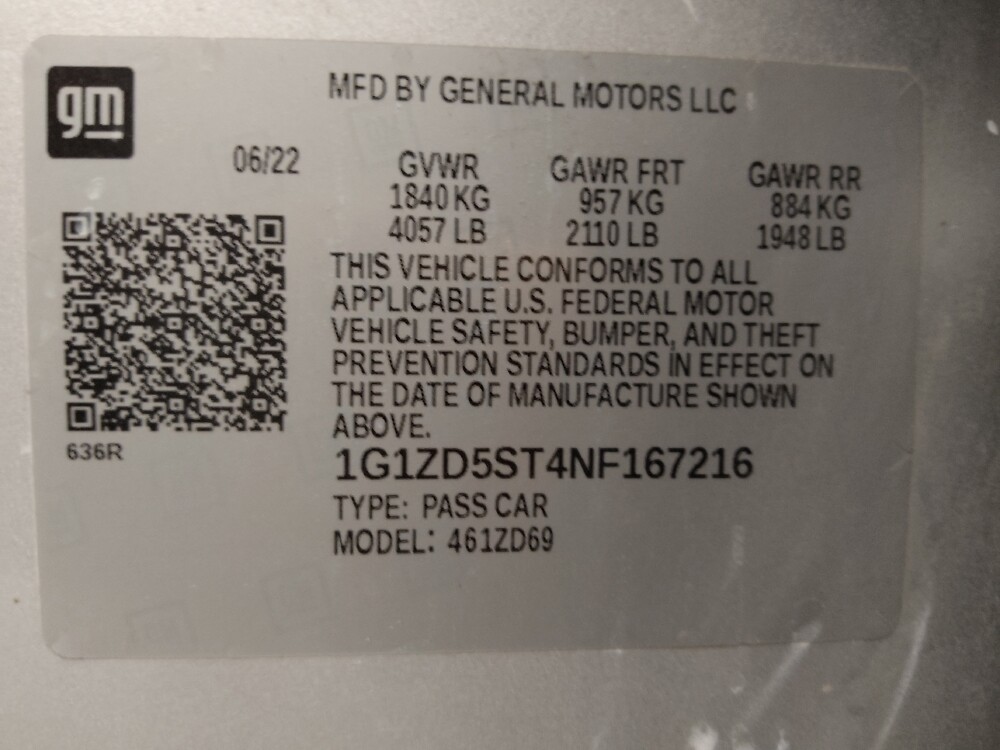 gm
MFD BY GENERAL MOTORS LLC
06/22
GVWR GAWR FRT GAWR RR
1840 KG 957 KG 884 KG
4057 LB 2110 LB 1948 LB
THIS VEHICLE CONFORMS TO ALL
APPLICABLE U.S. FEDERAL MOTOR
VEHICLE SAFETY, BUMPER, AND THEFT
PREVENTION STANDARDS IN EFFECT ON
THE DATE OF MANUFACTURE SHOWN
ABOVE.
636R
1G1ZD5ST4NF167216
TYPE: PASS CAR
MODEL: 461ZD69